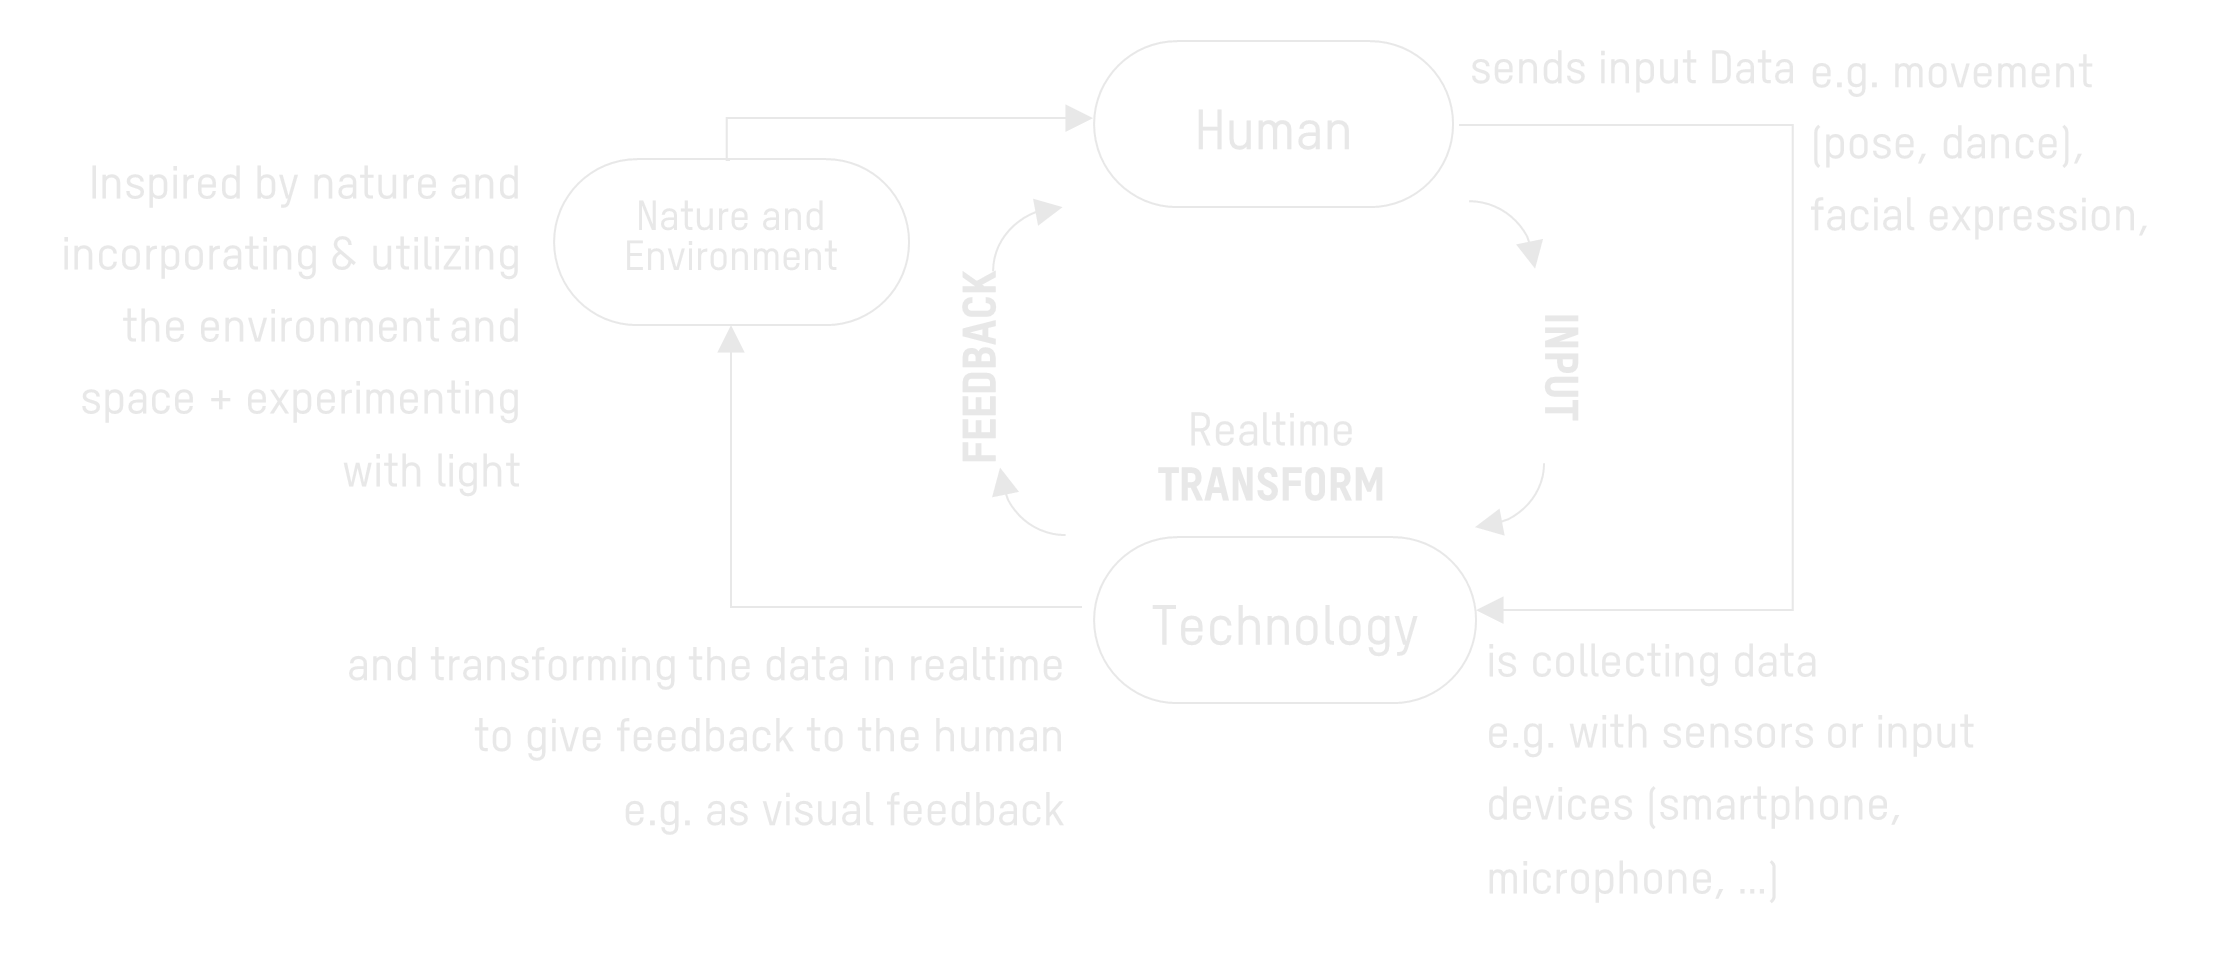 Human
sends input Data
e.g. movement
(pose, dance),
facial expression,
Inspired by nature and
incorporating & utilizing
the environment and
space + experimenting
with light
Nature and
Environment
FEEDBACK
INPUT
Realtime
TRANSFORM
Technology
and transforming the data in realtime
to give feedback to the human
e.g. as visual feedback
is collecting data
e.g. with sensors or input
devices (smartphone,
microphone, ...)